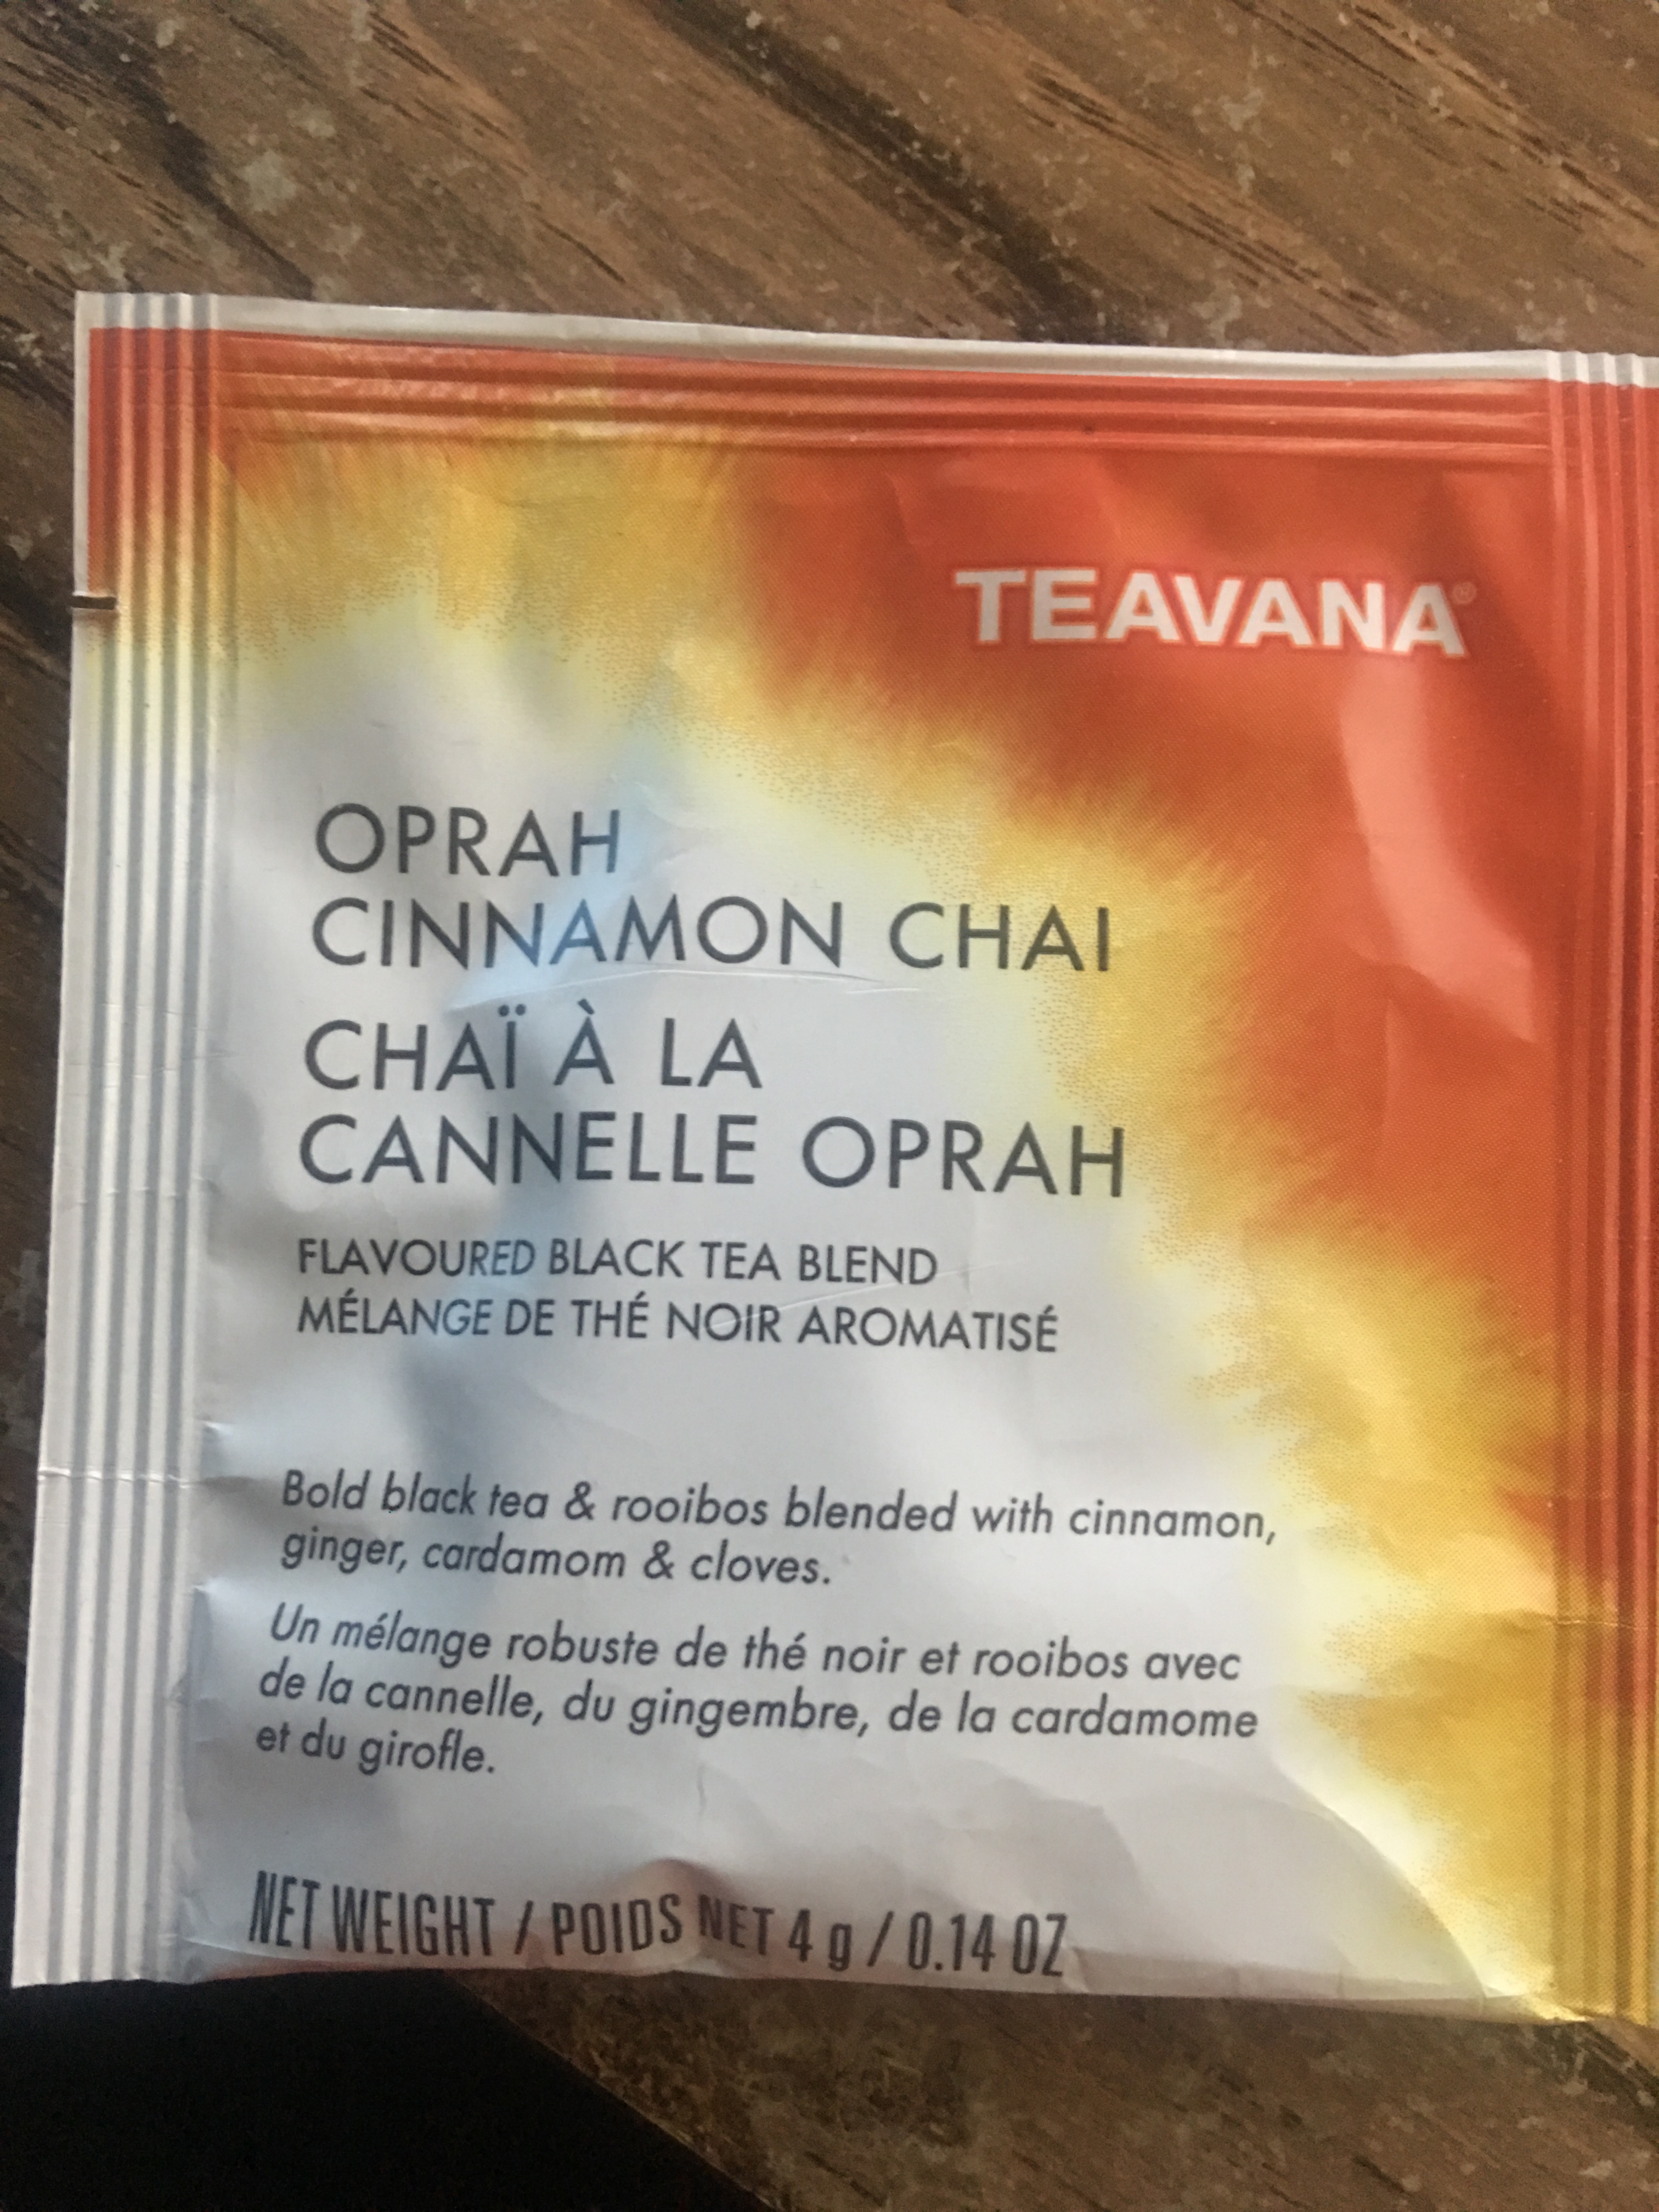 TEAVANA®
OPRAH
CINNAMON CHAI
CHAÏ À LA
CANNELLE OPRAH
FLAVOURED BLACK TEA BLEND
MÉLANGE DE THÉ NOIR AROMATISÉ
Bold black tea & rooibos blended with cinnamon,
ginger, cardamom & cloves.
Un mélange robuste de thé noir et rooibos avec
de la cannelle, du gingembre, de la cardamome
et du girofle.
NET WEIGHT / POIDS NET 4 g / 0.14 OZ